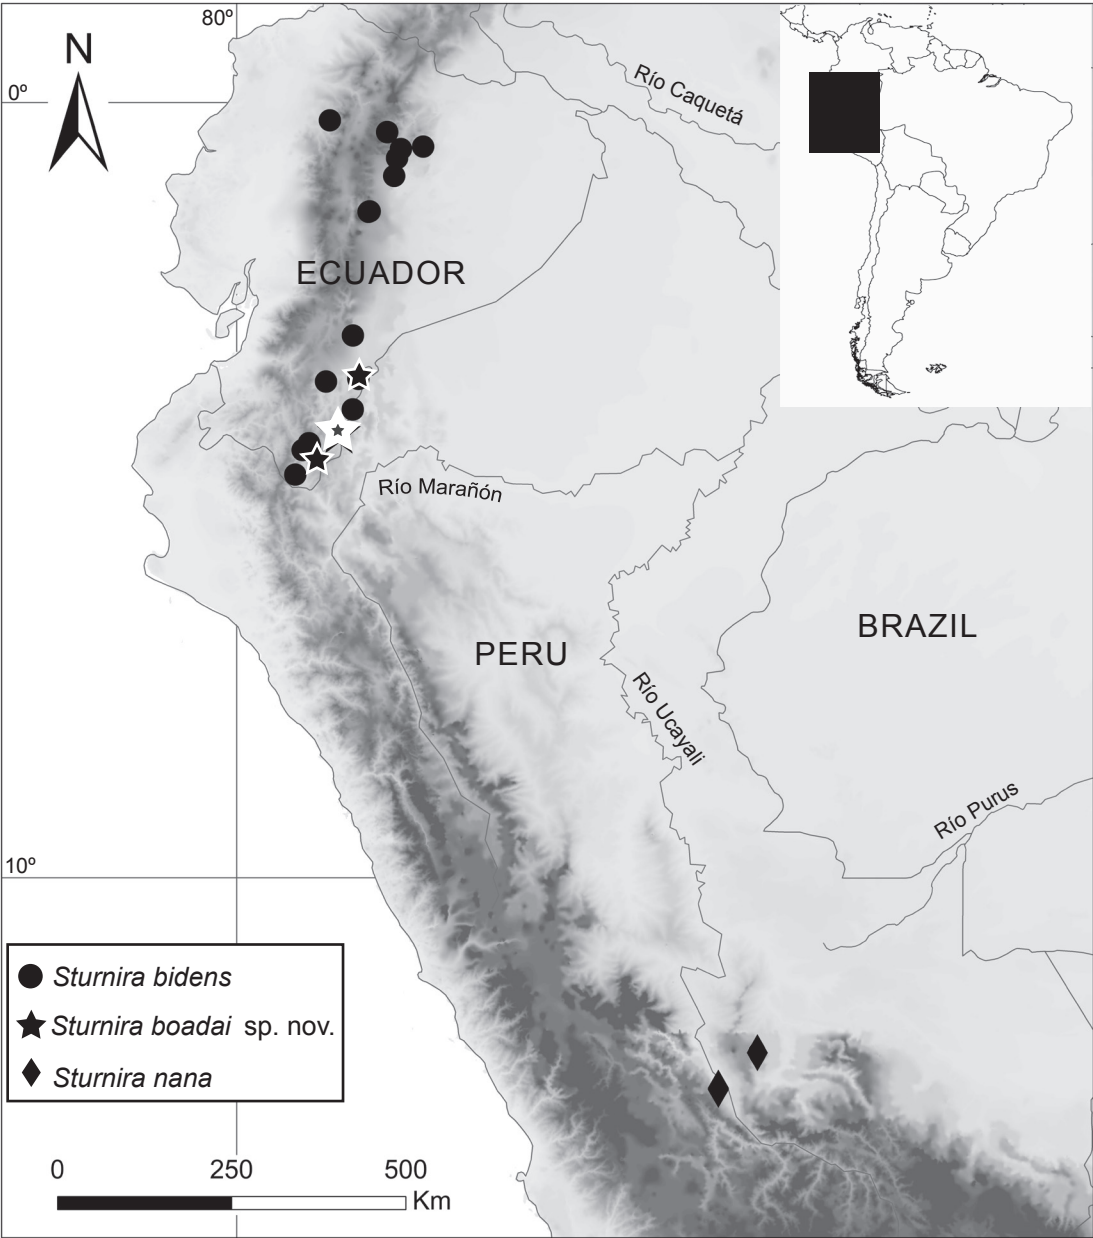 80º
N
0º
Río Caquetá
ECUADOR
Río Marañón
PERU
BRAZIL
Río Ucayali
Río Purus
10º
Sturnira bidens
Sturnira boadai sp. nov.
Sturnira nana
0 250 500
Km